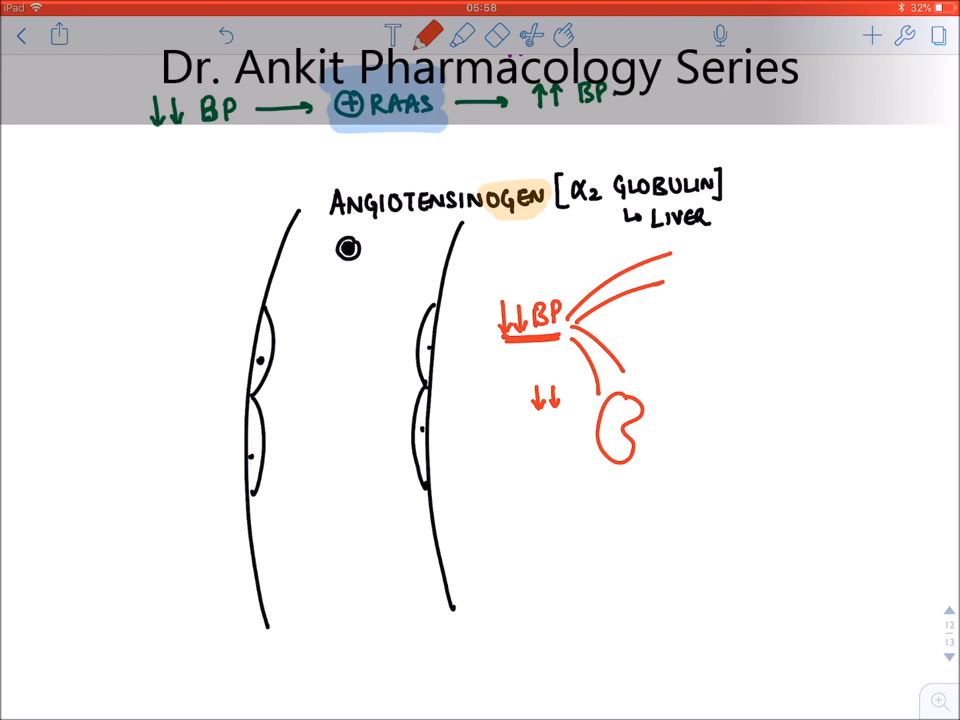 iPad 05:58 32%
Dr. Ankit Pharmacology Series
↓↓ BP → ⊕ RAAS → ↑↑ BP
ANGIOTENSINOGEN [α2 GLOBULIN]
↳ LIVER
↓↓ BP
↓↓
12
13